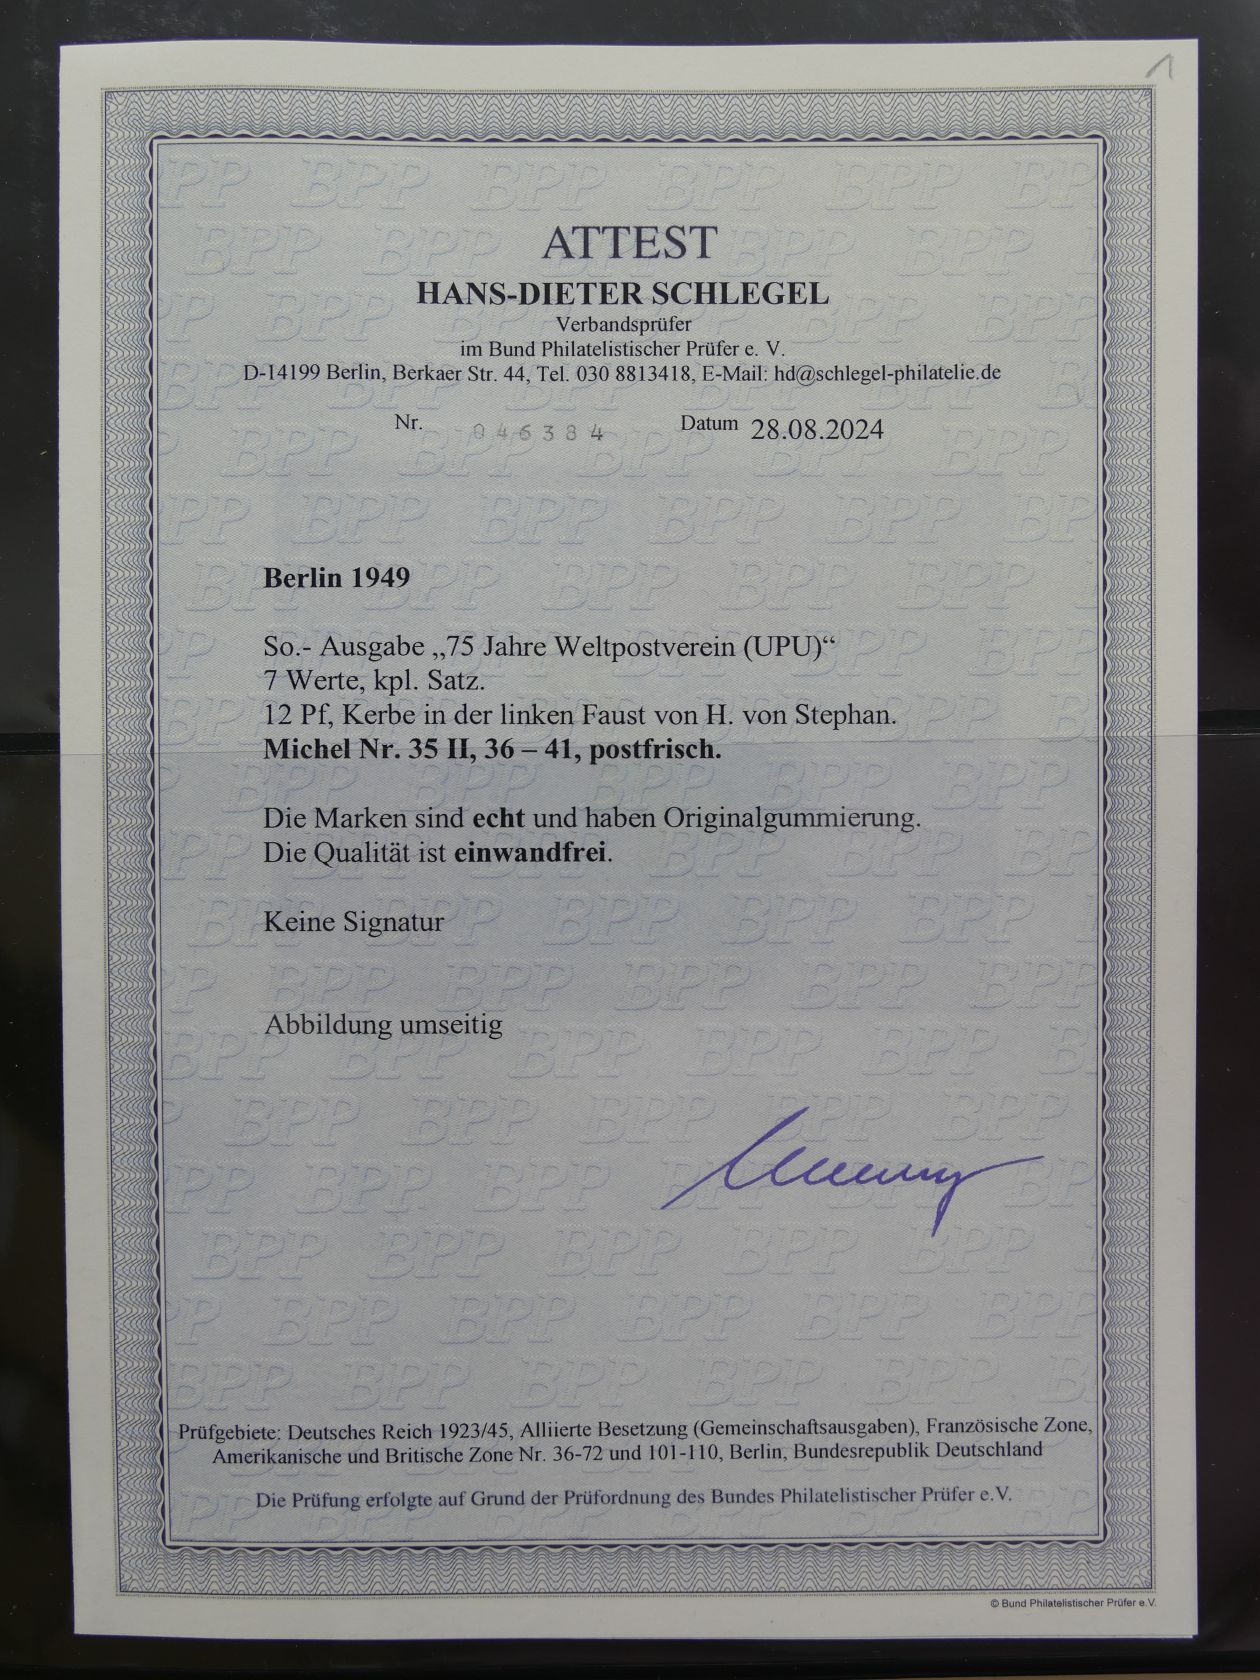 1
ATTEST
HANS-DIETER SCHLEGEL
Verbandsprüfer
im Bund Philatelistischer Prüfer e. V.
D-14199 Berlin, Berkaer Str. 44, Tel. 030 8813418, E-Mail: hd@schlegel-philatelie.de
Nr. 046384 Datum 28.08.2024
Berlin 1949
So.- Ausgabe „75 Jahre Weltpostverein (UPU)“
7 Werte, kpl. Satz.
12 Pf, Kerbe in der linken Faust von H. von Stephan.
Michel Nr. 35 II, 36 – 41, postfrisch.
Die Marken sind echt und haben Originalgummierung.
Die Qualität ist einwandfrei.
Keine Signatur
Abbildung umseitig
Prüfgebiete: Deutsches Reich 1923/45, Alliierte Besetzung (Gemeinschaftsausgaben), Französische Zone,
Amerikanische und Britische Zone Nr. 36-72 und 101-110, Berlin, Bundesrepublik Deutschland
Die Prüfung erfolgte auf Grund der Prüfordnung des Bundes Philatelistischer Prüfer e.V.
© Bund Philatelistischer Prüfer e.V.